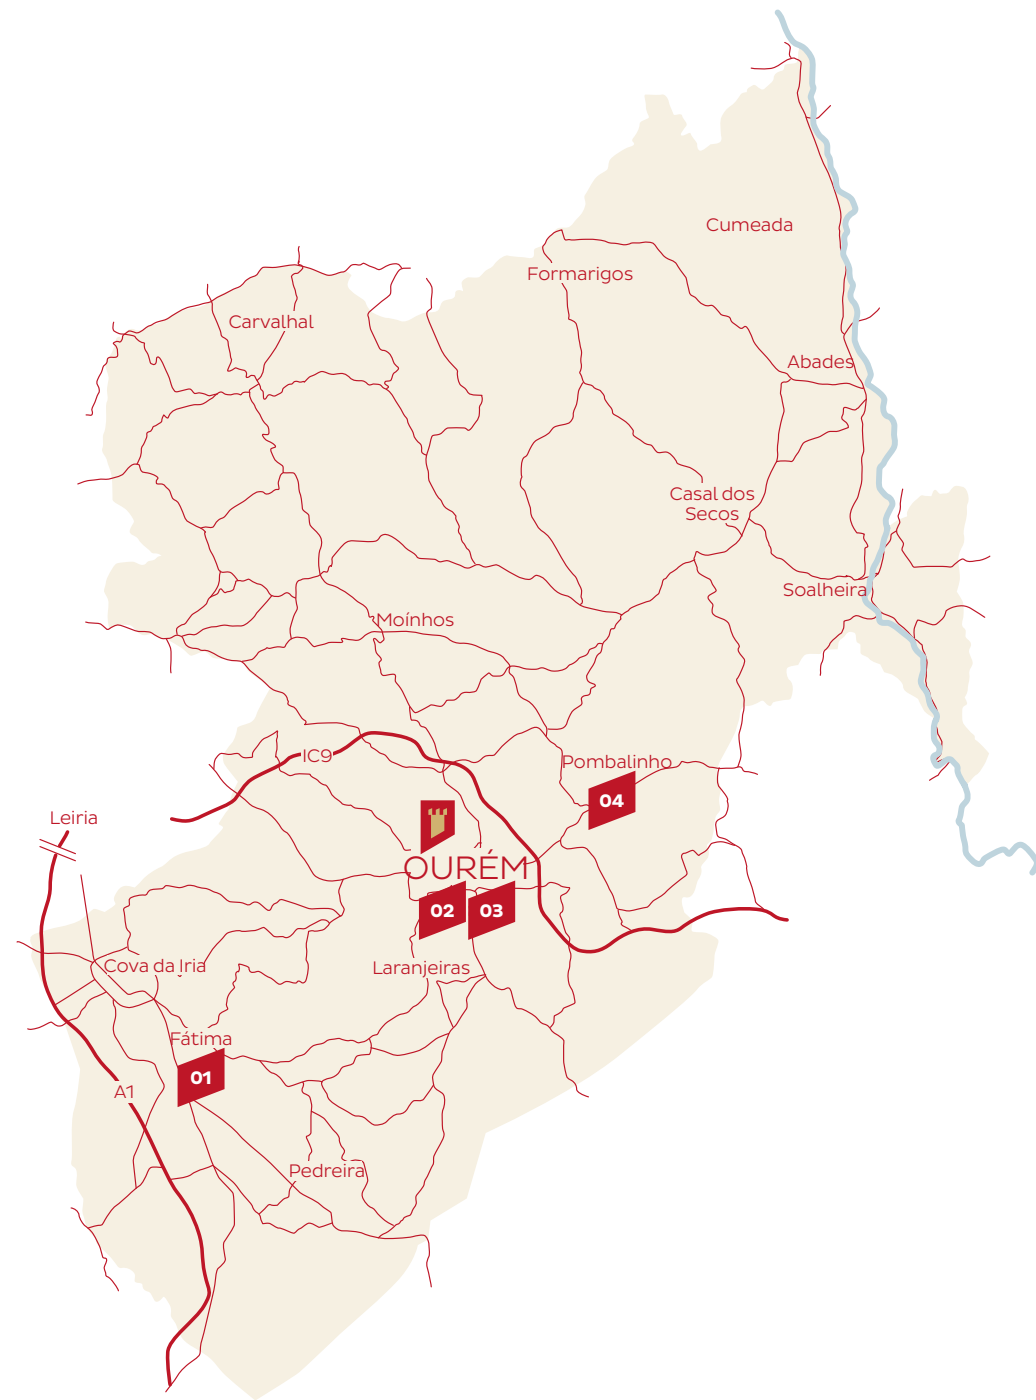 Cumeada
Formarigos
Carvalhal
Abades
Casal dos
Secos
Soalheira
Moínhos
IC9
Pombalinho
04
Leiria
OURÉM
02
03
Cova da Iria
Laranjeiras
Fátima
01
A1
Pedreira